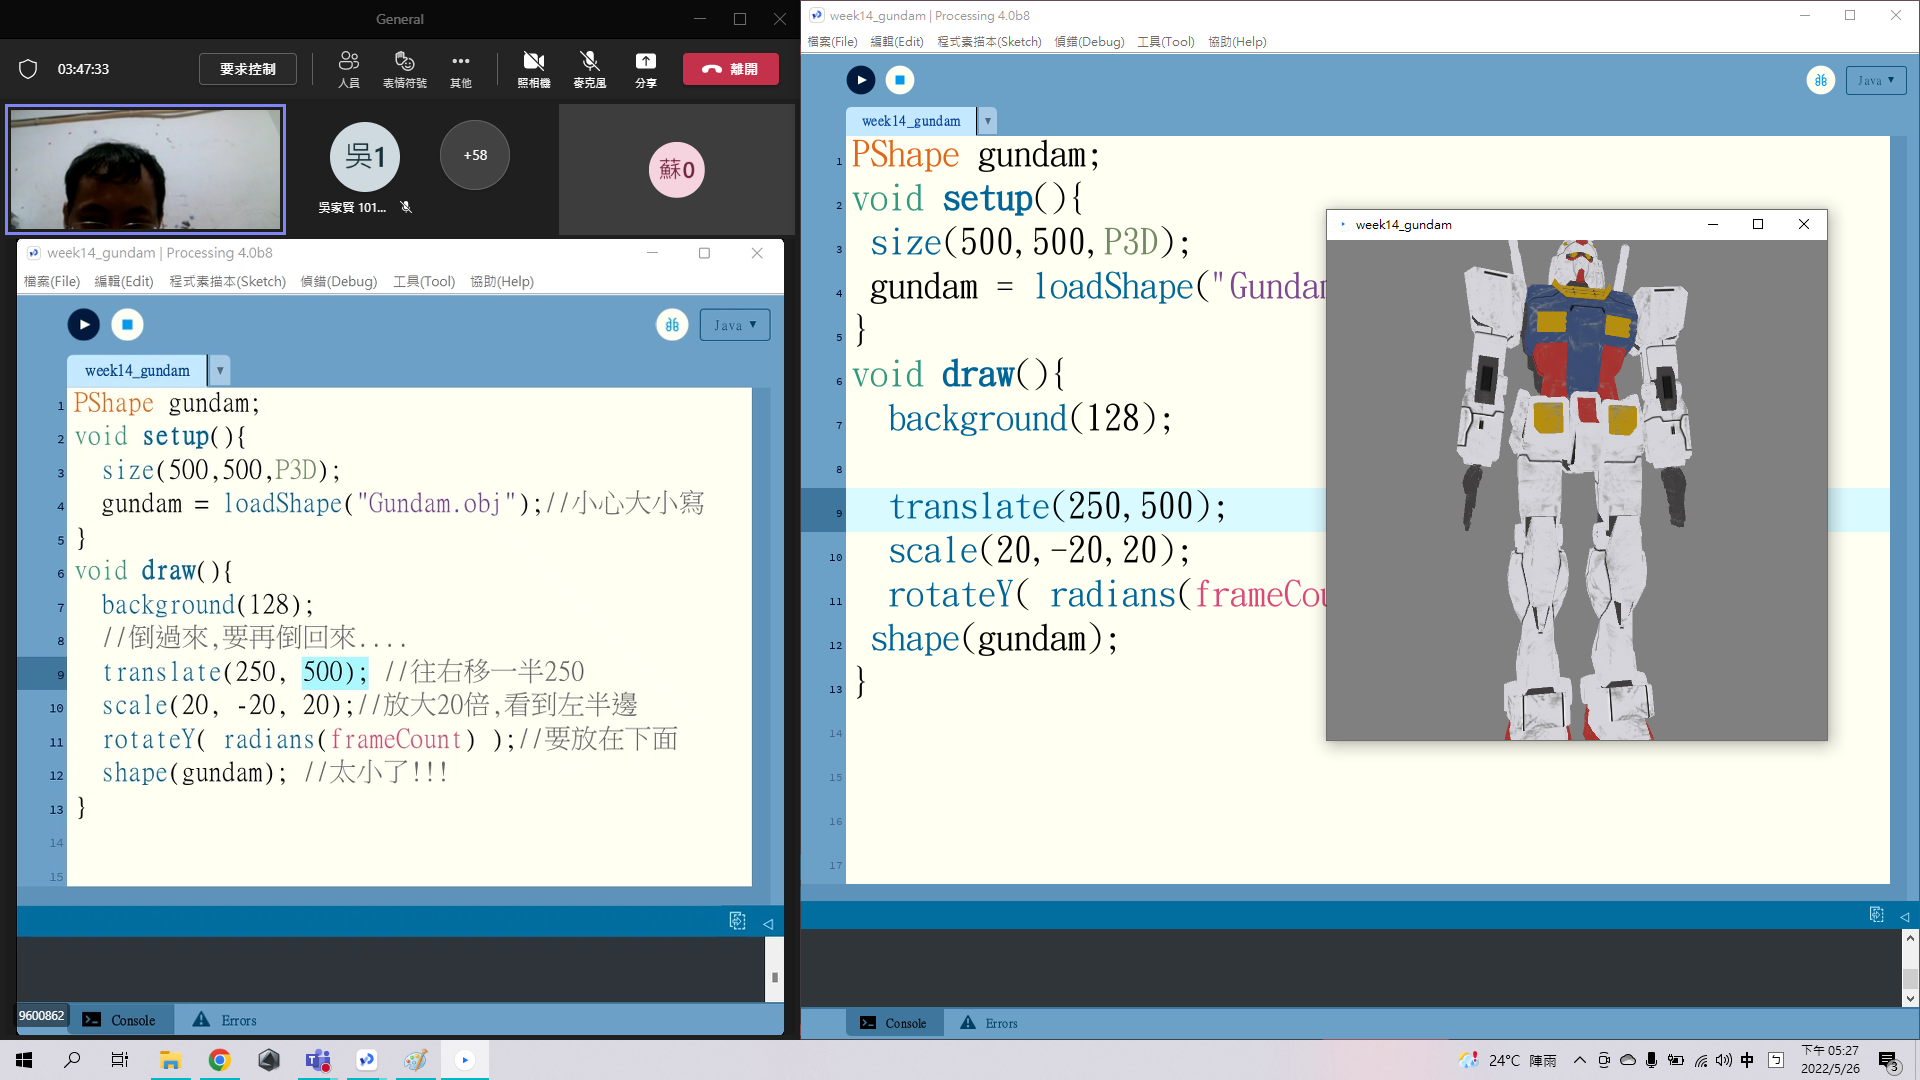 General
03:47:33
要求控制
人員
表情符號
其他
照相機
麥克風
分享
離開
吳1
吳家賢 101...
+58
蘇0
week14_gundam | Processing 4.0b8
檔案(File) 編輯(Edit) 程式素描本(Sketch) 偵錯(Debug) 工具(Tool) 協助(Help)
Java ▼
week14_gundam ▼
1 PShape gundam;
2 void setup(){
3 size(500,500,P3D);
4 gundam = loadShape("Gundam.obj");//小心大小寫
5 }
6 void draw(){
7 background(128);
8 //倒過來,要再倒回來....
9 translate(250, 500); //往右移一半250
10 scale(20, -20, 20);//放大20倍,看到左半邊
11 rotateY( radians(frameCount) );//要放在下面
12 shape(gundam); //太小了!!!
13 }
14
15
9600862
Console
Errors
week14_gundam | Processing 4.0b8
檔案(File) 編輯(Edit) 程式素描本(Sketch) 偵錯(Debug) 工具(Tool) 協助(Help)
Java ▼
week14_gundam ▼
1 PShape gundam;
2 void setup(){
3 size(500,500,P3D);
4 gundam = loadShape("Gundam
5 }
6 void draw(){
7 background(128);
8
9 translate(250,500);
10 scale(20,-20,20);
11 rotateY( radians(frameCou
12 shape(gundam);
13 }
14
15
16
17
week14_gundam
Console
Errors
24°C 陣雨
中
下午 05:27
2022/5/26
3